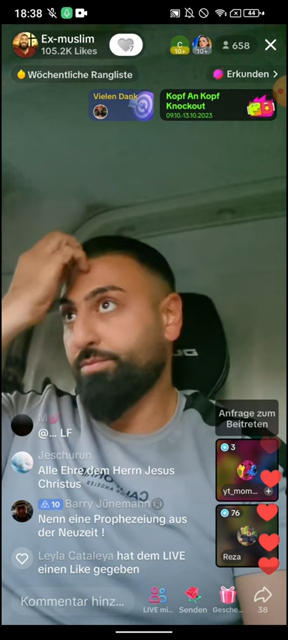 18:38
44
Ex-muslim
105.2K Likes
C
10+
10+
658
Wöchentliche Rangliste
Erkunden
Vielen Dank
Kopf An Kopf
Knockout
09.10-13.10.2023
Anfrage zum
Beitreten
@... LF
3
Jeschurun
Alle Ehre dem Herrn Jesus
Christus
yt_mom...
10 Barry Jünemann
76
Nenn eine Prophezeiung aus
der Neuzeit !
Reza
Leyla Cataleya hat dem LIVE
einen Like gegeben
Kommentar hinz...
LIVE mi...
Senden
Gesche...
38